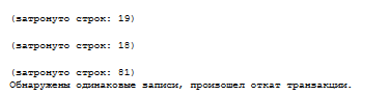 (затронуто строк: 19)
(затронуто строк: 18)
(затронуто строк: 81)
Обнаружены одинаковые записи, произошел откат транзакции.